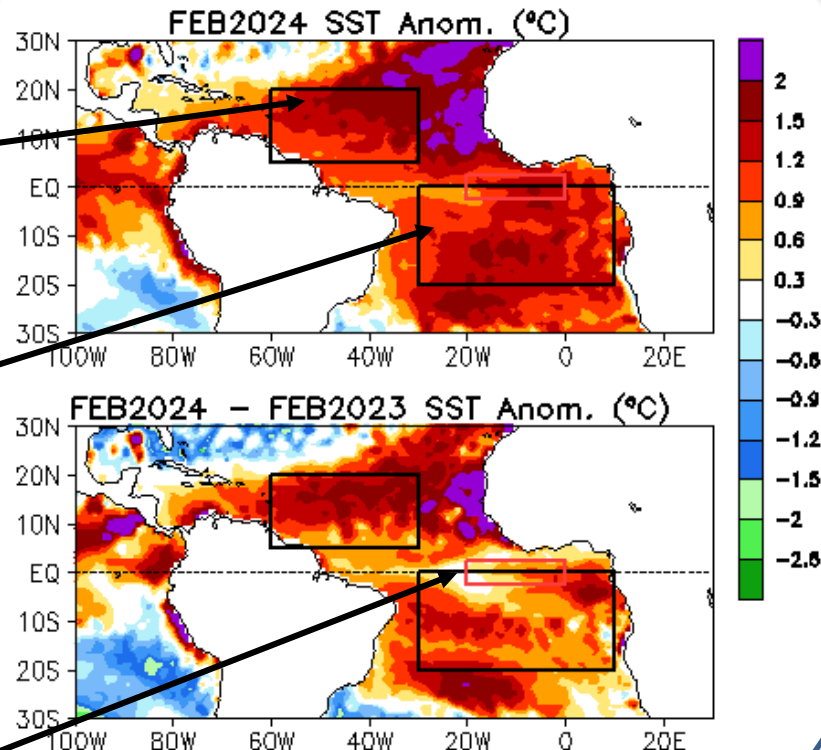 FEB2024 SST Anom. (ºC)
30N
20N
10N
EQ
10S
20S
30S
100W 80W 60W 40W 20W 0 20E
2
1.5
1.2
0.9
0.6
0.3
-0.3
-0.6
-0.9
-1.2
-1.5
-2
-2.5
FEB2024 - FEB2023 SST Anom. (ºC)
30N
20N
10N
EQ
10S
20S
30S
100W 80W 60W 40W 20W 0 20E